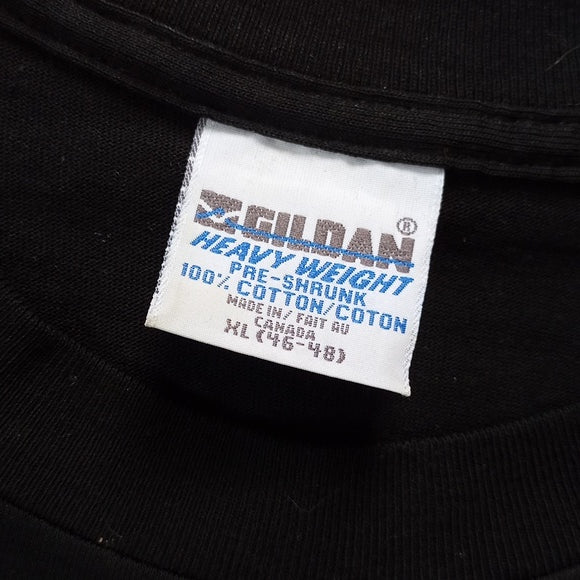 GILDAN®
HEAVY WEIGHT
PRE-SHRUNK
100% COTTON/COTON
MADE IN/ FAIT AU
CANADA
XL (46-48)